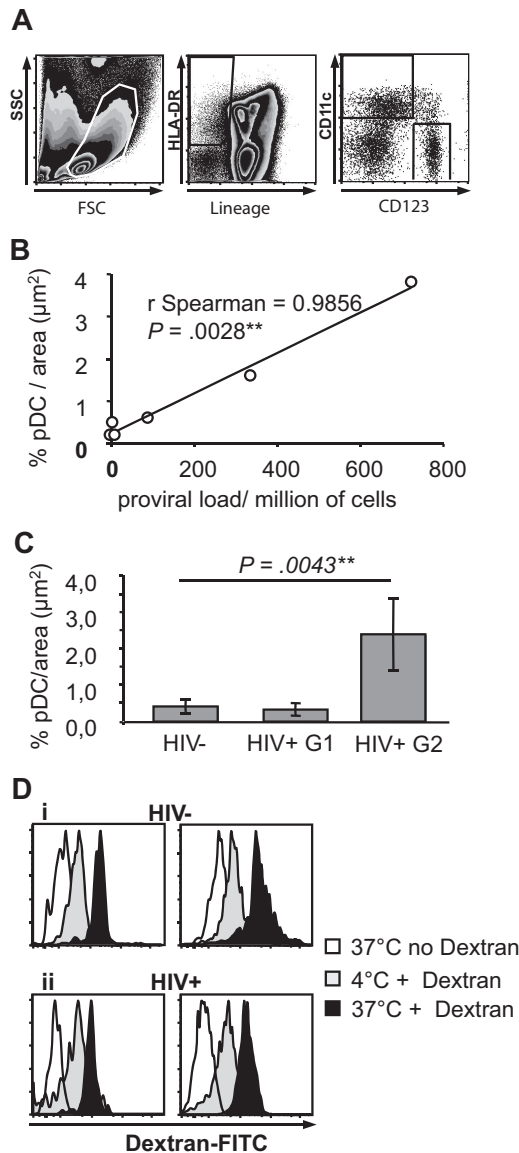 A
SSC
FSC
HLA-DR
Lineage
CD11c
CD123
B
% pDC / area (µm²)
4
3
2
1
0
r Spearman = 0.9856
P = .0028**
0 200 400 600 800
proviral load/ million of cells
C
% pDC/area (µm²)
4,0
3,0
2,0
1,0
0,0
P = .0043**
HIV- HIV+ G1 HIV+ G2
D
i HIV-
ii HIV+
37°C no Dextran
4°C + Dextran
37°C + Dextran
Dextran-FITC